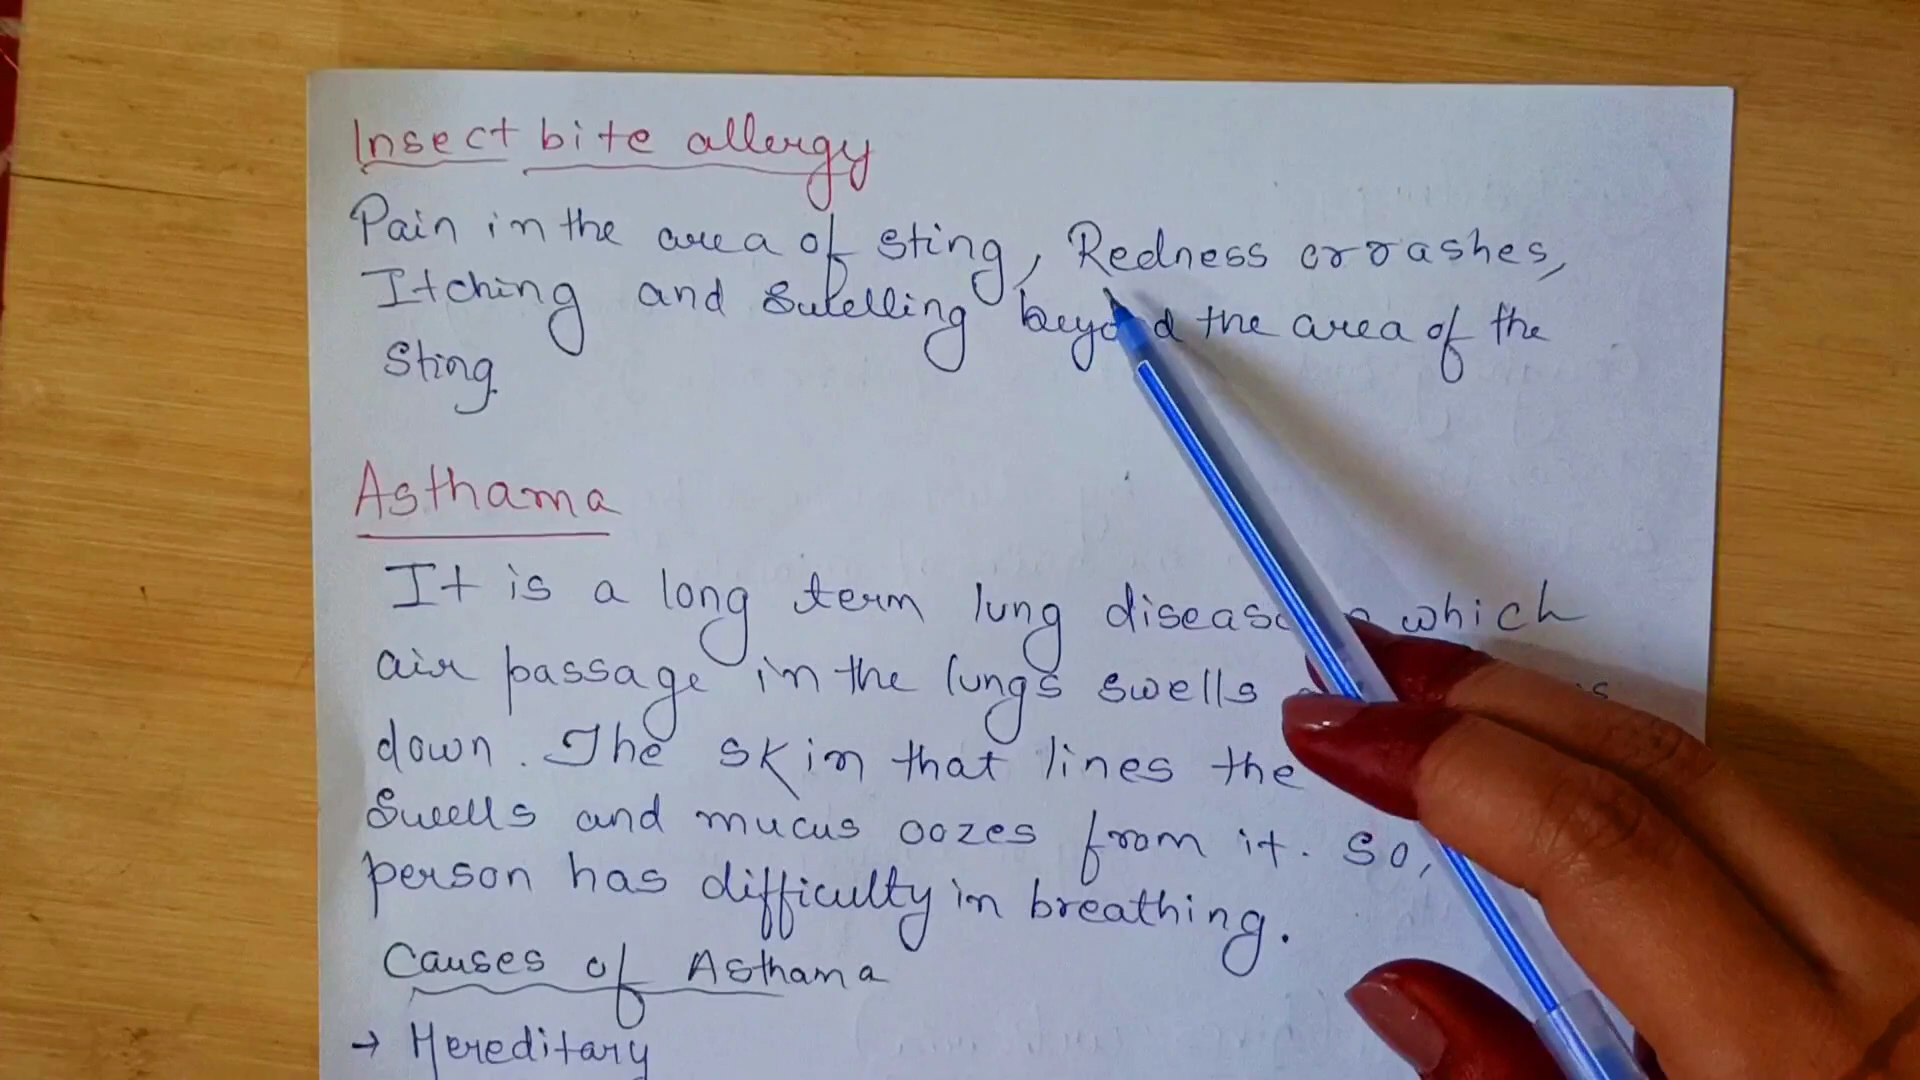 Insect bite allergy
Pain in the area of sting, Redness or rashes,
Itching and Swelling beyond the area of the
Sting
Asthama
It is a long term lung disease which
air passage in the lungs swells
down. The skin that lines the
Swells and mucus oozes from it. So,
person has difficulty in breathing.
Causes of Asthama
→ Hereditary